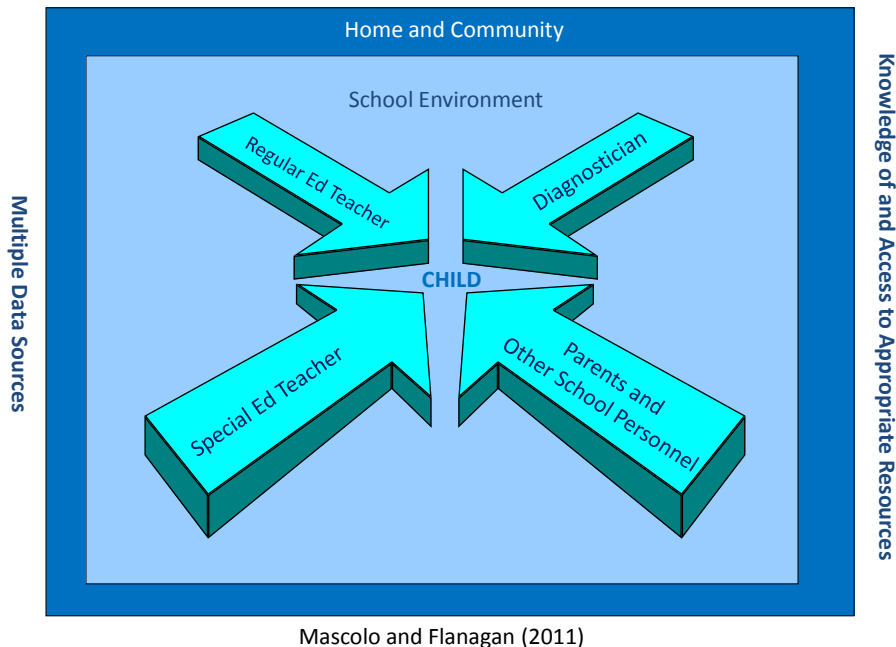 Home and Community
School Environment
Multiple Data Sources
Knowledge of and Access to Appropriate Resources
Regular Ed Teacher
Diagnostician
CHILD
Special Ed Teacher
Parents and
Other School Personnel
Mascolo and Flanagan (2011)